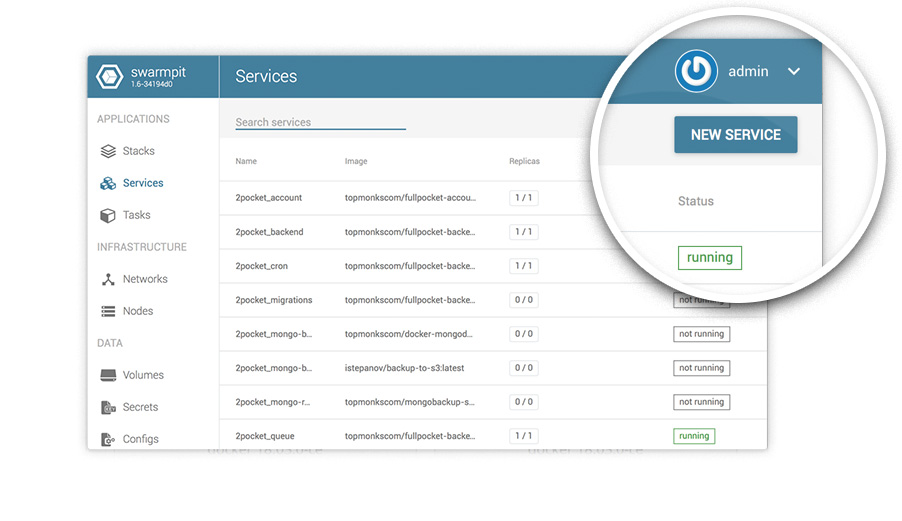 swarmpit
1.6-34194d0
Services
admin
APPLICATIONS
Stacks
Services
Tasks
INFRASTRUCTURE
Networks
Nodes
DATA
Volumes
Secrets
Configs
Search services
NEW SERVICE
Name Image Replicas Status
2pocket_account topmonkscom/fullpocket-accou... 1 / 1 running
2pocket_backend topmonkscom/fullpocket-backe... 1 / 1
2pocket_cron topmonkscom/fullpocket-backe... 1 / 1
2pocket_migrations topmonkscom/fullpocket-backe... 0 / 0 not running
2pocket_mongo-b... topmonkscom/docker-mongod... 0 / 0 not running
2pocket_mongo-b... istepanov/backup-to-s3:latest 0 / 0 not running
2pocket_mongo-r... topmonkscom/mongobackup-s... 0 / 0 not running
2pocket_queue topmonkscom/fullpocket-backe... 1 / 1 running